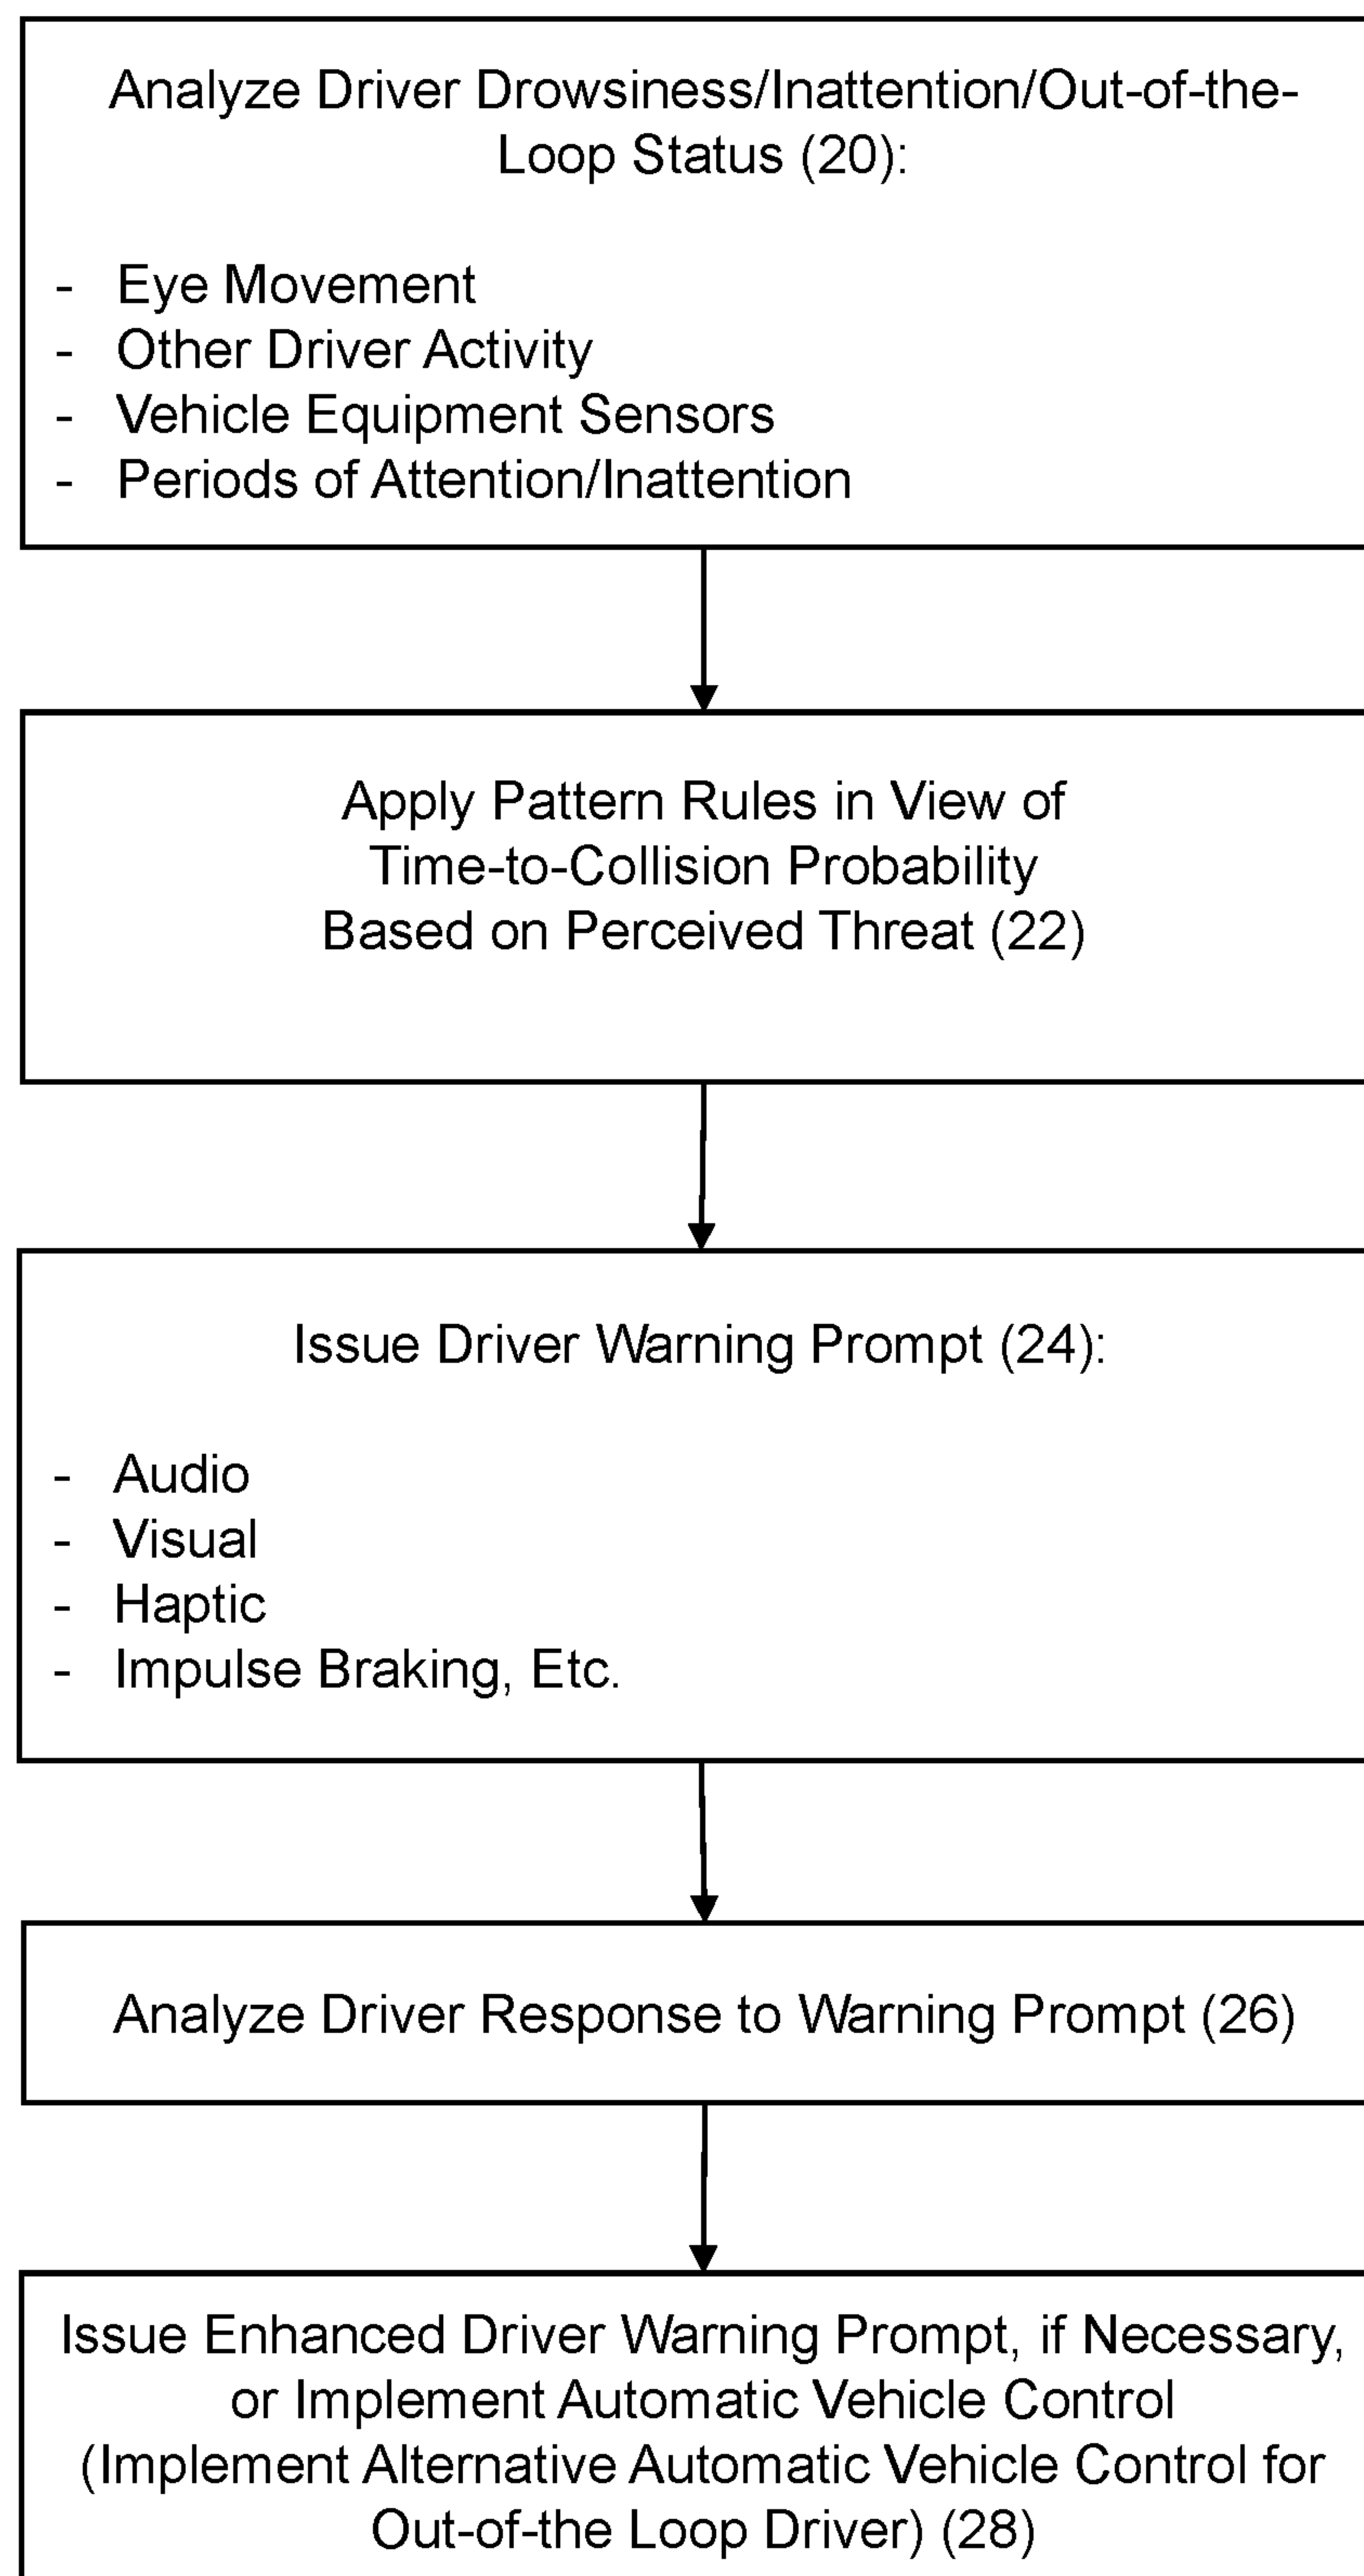 Analyze Driver Drowsiness/Inattention/Out-of-the-
Loop Status (20):
- Eye Movement
- Other Driver Activity
- Vehicle Equipment Sensors
- Periods of Attention/Inattention
Apply Pattern Rules in View of
Time-to-Collision Probability
Based on Perceived Threat (22)
Issue Driver Warning Prompt (24):
- Audio
- Visual
- Haptic
- Impulse Braking, Etc.
Analyze Driver Response to Warning Prompt (26)
Issue Enhanced Driver Warning Prompt, if Necessary,
or Implement Automatic Vehicle Control
(Implement Alternative Automatic Vehicle Control for
Out-of-the Loop Driver) (28)